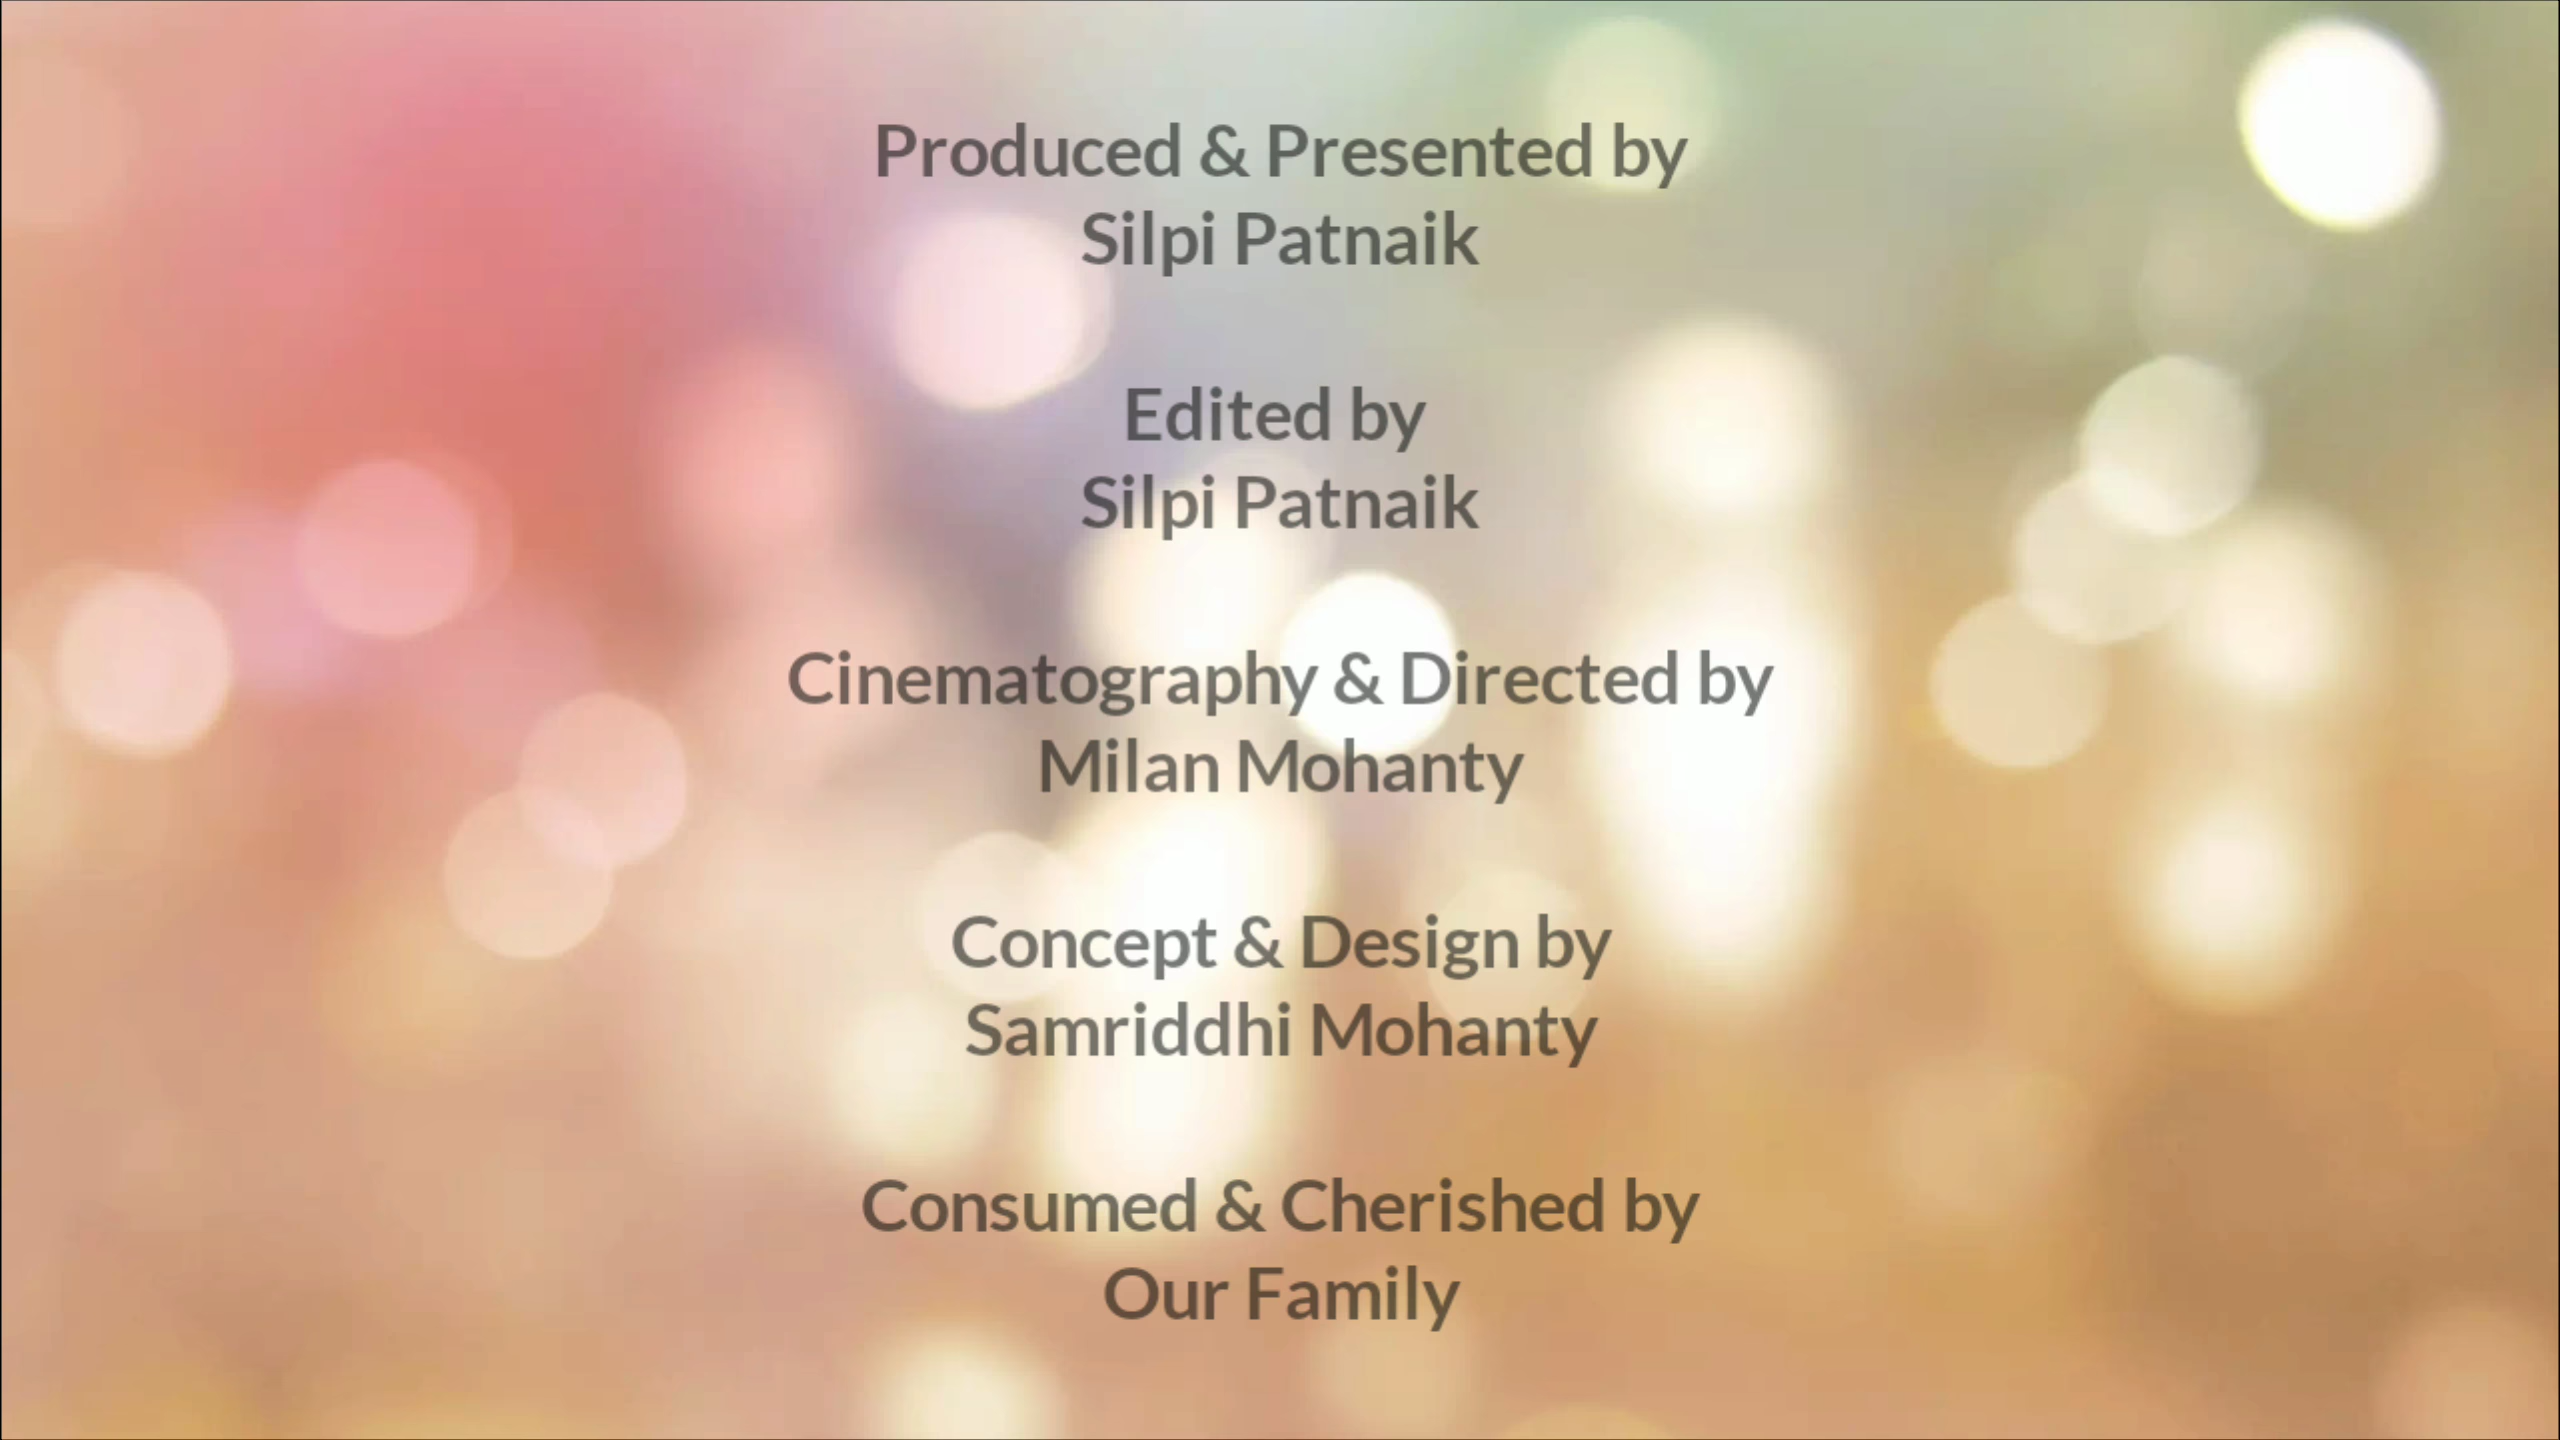 Produced & Presented by
Silpi Patnaik
Edited by
Silpi Patnaik
Cinematography & Directed by
Milan Mohanty
Concept & Design by
Samriddhi Mohanty
Consumed & Cherished by
Our Family